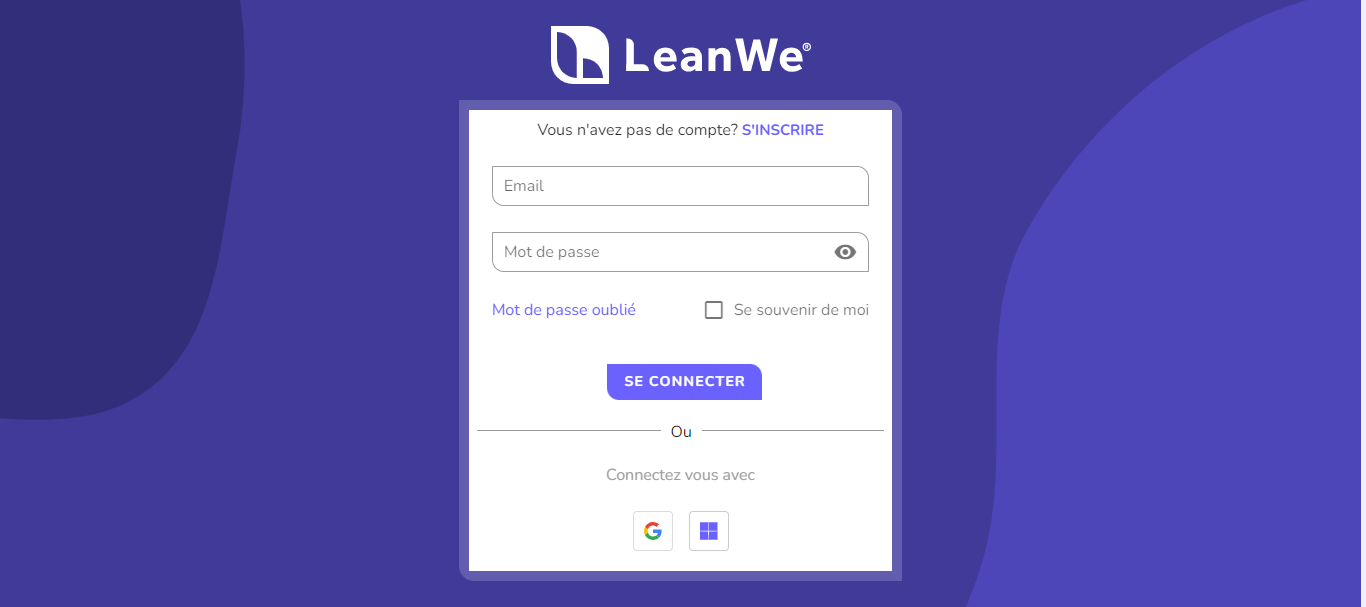 LeanWe®
Vous n'avez pas de compte? S'INSCRIRE
Email
Mot de passe
Mot de passe oublié
Se souvenir de moi
SE CONNECTER
Ou
Connectez vous avec